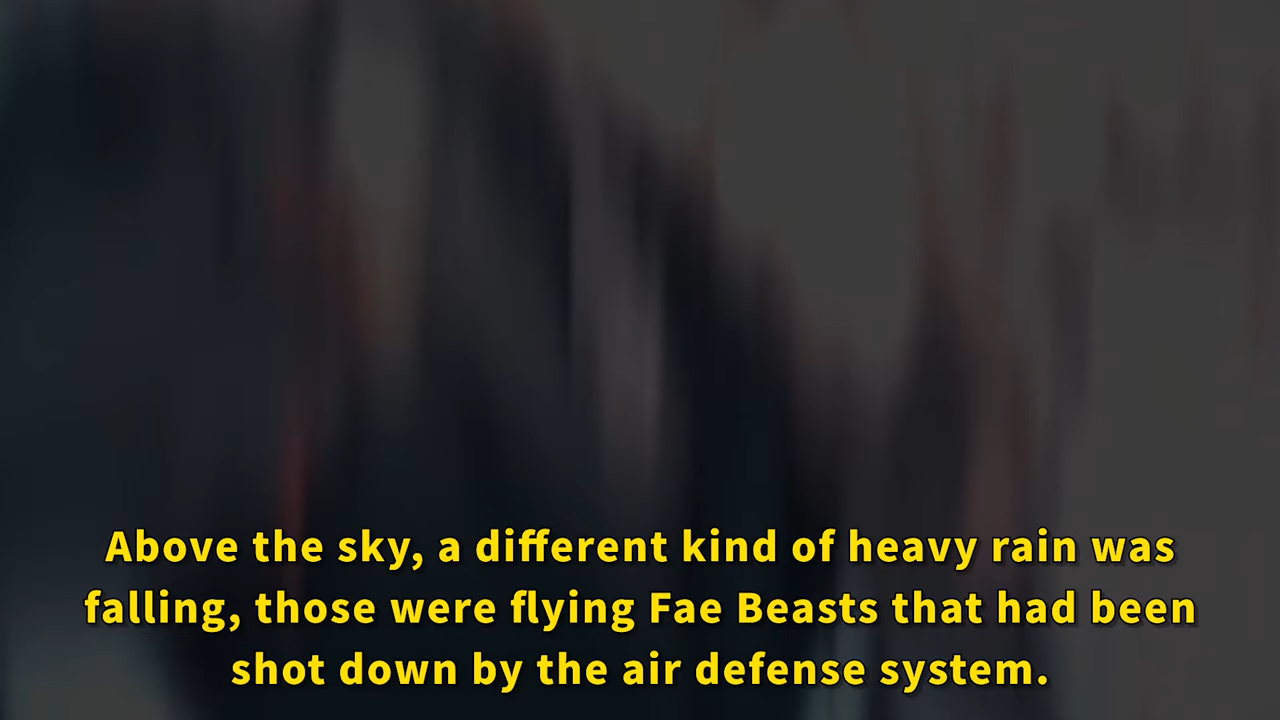 Above the sky, a different kind of heavy rain was
falling, those were flying Fae Beasts that had been
shot down by the air defense system.